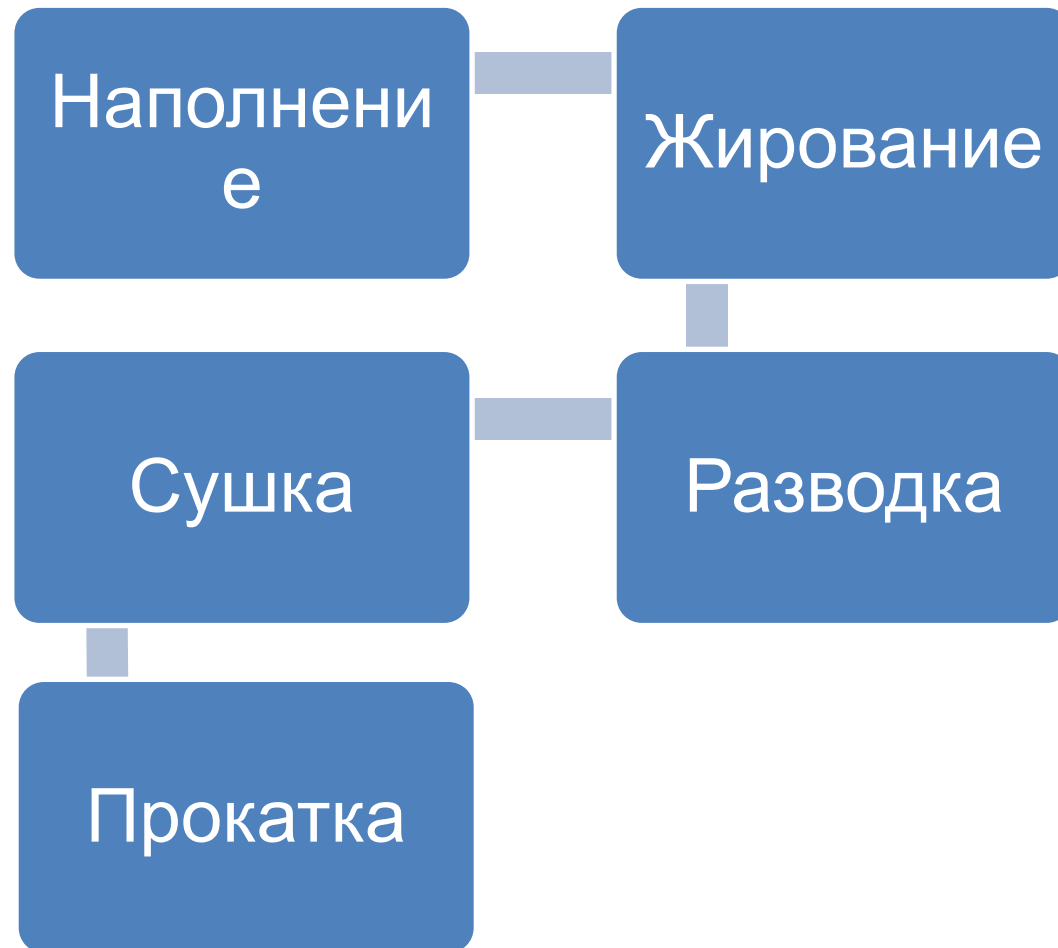 Наполнени
е
Жирование
Разводка
Сушка
Прокатка